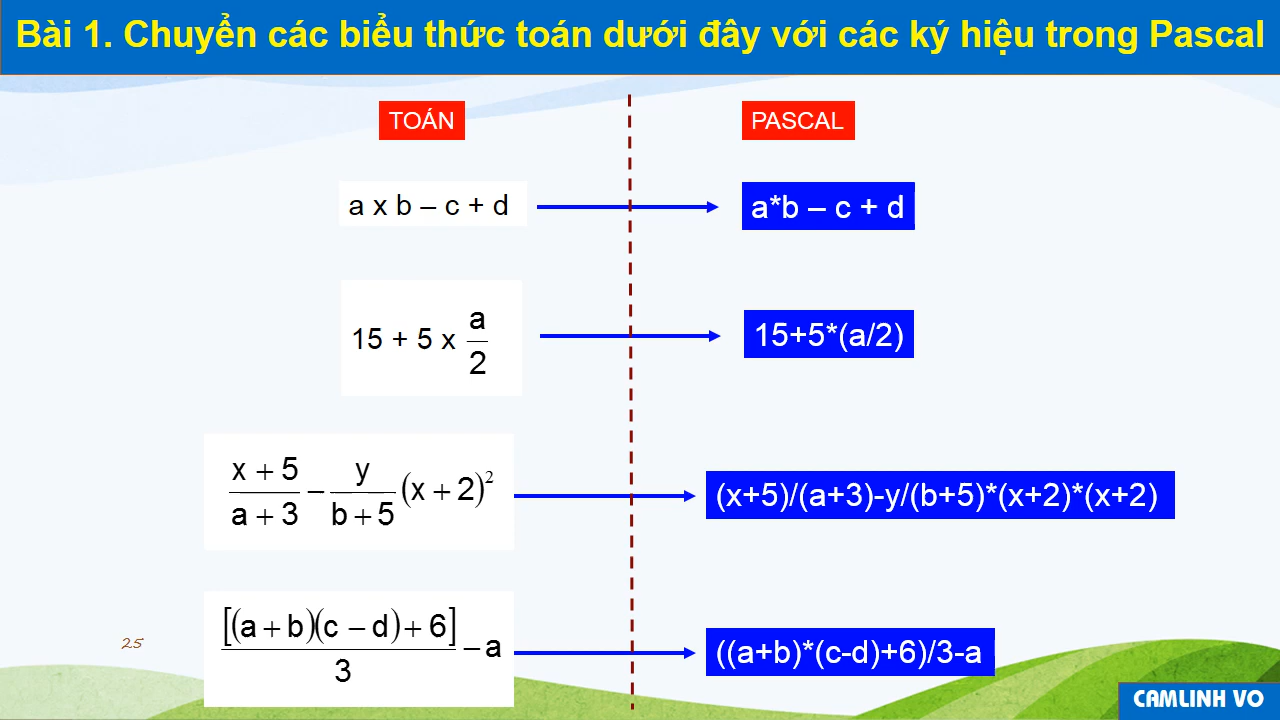 Bài 1. Chuyển các biểu thức toán dưới đây với các ký hiệu trong Pascal
TOÁN
PASCAL
a x b – c + d
a*b – c + d
15 + 5 x a/2
15+5*(a/2)
(x + 5)/(a + 3) – y/(b + 5) (x + 2)²
(x+5)/(a+3)-y/(b+5)*(x+2)*(x+2)
[(a + b)(c – d) + 6]/3 – a
((a+b)*(c-d)+6)/3-a
25
CAMLINH VO